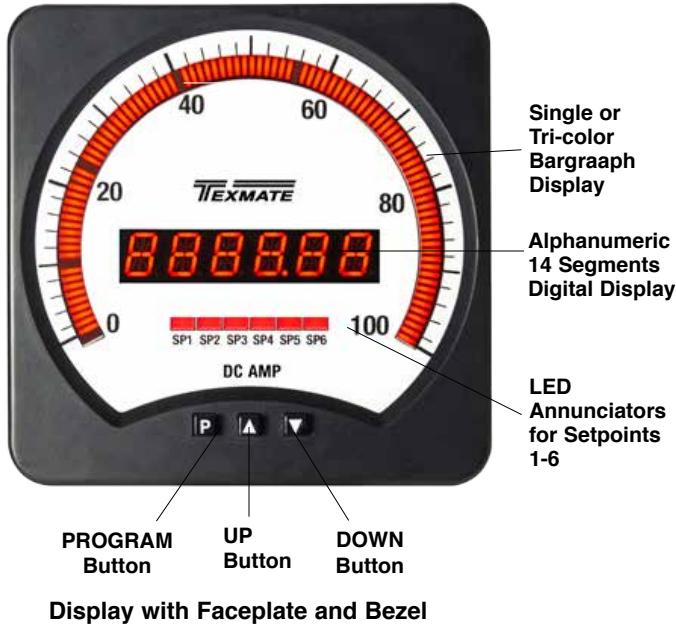 40
60
20
80
TEXMATE
8888.88
0
100
SP1 SP2 SP3 SP4 SP5 SP6
DC AMP
P
Single or
Tri-color
Bargraaph
Display
Alphanumeric
14 Segments
Digital Display
LED
Annunciators
for Setpoints
1-6
PROGRAM
Button
UP
Button
DOWN
Button
Display with Faceplate and Bezel